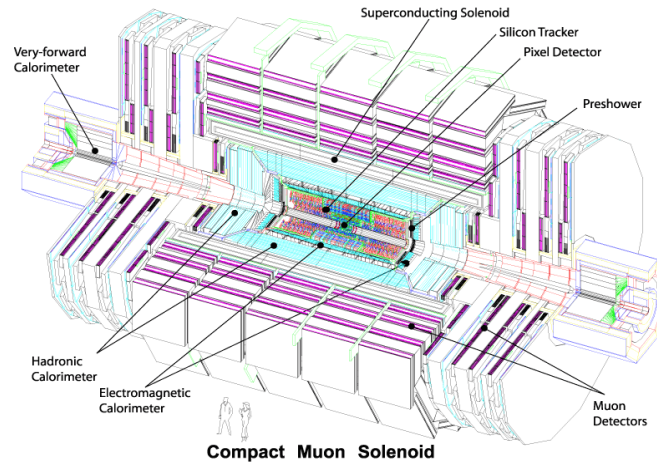 Superconducting Solenoid
Silicon Tracker
Pixel Detector
Very-forward
Calorimeter
Preshower
Hadronic
Calorimeter
Electromagnetic
Calorimeter
Muon
Detectors
Compact Muon Solenoid